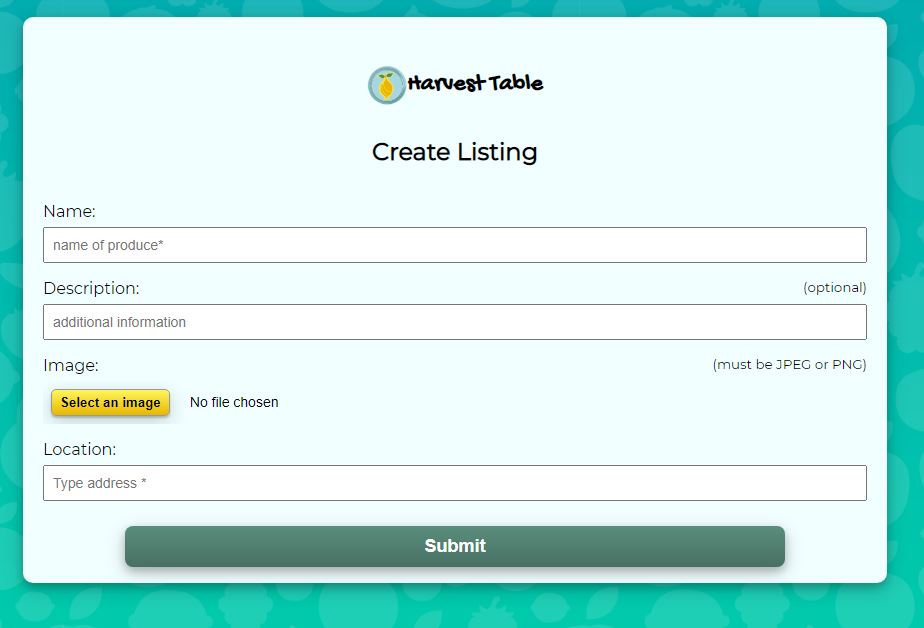 Harvest Table
Create Listing
Name:
name of produce*
Description: (optional)
additional information
Image: (must be JPEG or PNG)
Select an image No file chosen
Location:
Type address *
Submit